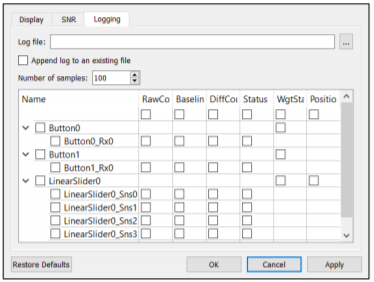 Display SNR Logging
Log file: ...
Append log to an existing file
Number of samples: 100
Name RawCo Baselin DiffCo Status WgtSta Positio
Button0
Button0_Rx0
Button1
Button1_Rx0
LinearSlider0
LinearSlider0_Sns0
LinearSlider0_Sns1
LinearSlider0_Sns2
LinearSlider0_Sns3
Restore Defaults OK Cancel Apply